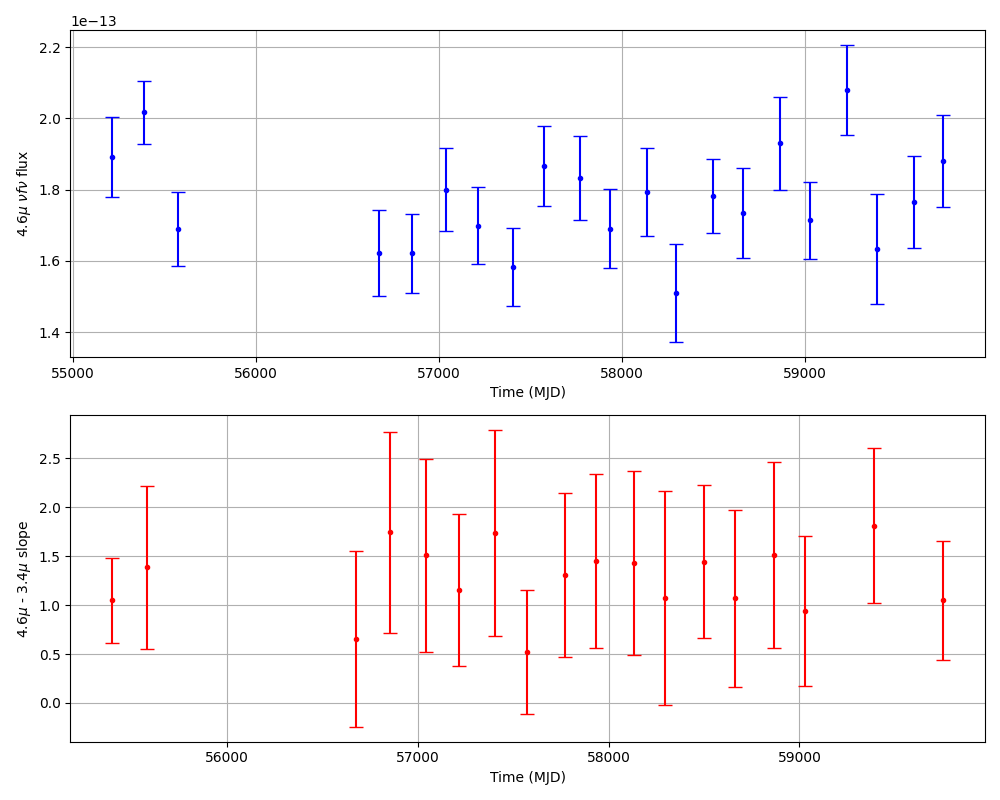 1e−13
2.2
2.0
1.8
1.6
1.4
4.6μ νfν flux
55000 56000 57000 58000 59000
Time (MJD)
2.5
2.0
1.5
1.0
0.5
0.0
4.6μ - 3.4μ slope
56000 57000 58000 59000
Time (MJD)